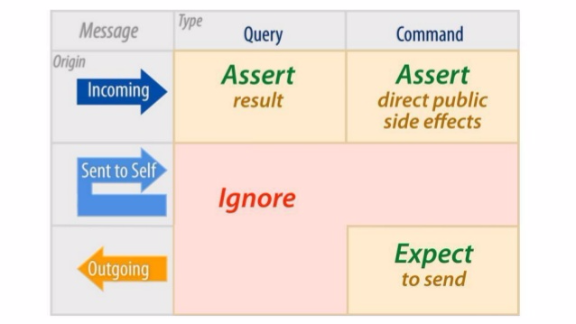 Message
Type
Query
Command
Origin
Incoming
Assert
result
Assert
direct public
side effects
Sent to Self
Ignore
Outgoing
Expect
to send